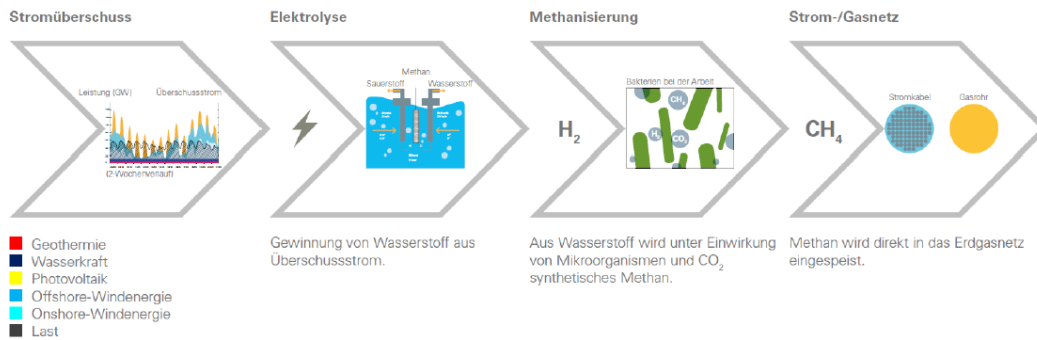 Stromüberschuss
Elektrolyse
Methanisierung
Strom-/Gasnetz
Leistung (GW)
Überschussstrom
(2-Wochenverlauf)
Methan
Sauerstoff
Wasserstoff
H₂
Bakterien bei der Arbeit
CH₄
H₂
CO₂
CH₄
Stromkabel
Gasrohr
Geothermie
Wasserkraft
Photovoltaik
Offshore-Windenergie
Onshore-Windenergie
Last
Gewinnung von Wasserstoff aus
Überschussstrom.
Aus Wasserstoff wird unter Einwirkung
von Mikroorganismen und CO₂
synthetisches Methan.
Methan wird direkt in das Erdgasnetz
eingespeist.